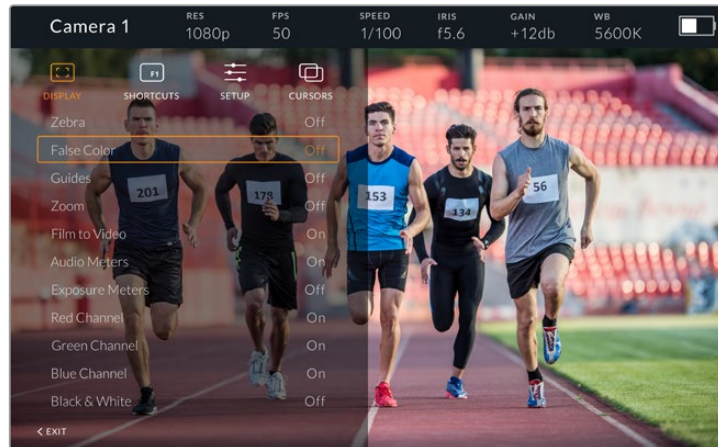 Camera 1
RES
1080p
FPS
50
SPEED
1/100
IRIS
f5.6
GAIN
+12db
WB
5600K
F1
DISPLAY
SHORTCUTS
SETUP
CURSORS
Zebra Off
False Color Off
Guides Off
Zoom Off
Film to Video On
Audio Meters On
Exposure Meters Off
Red Channel On
Green Channel On
Blue Channel On
Black & White Off
< EXIT
201
178
153
134
56